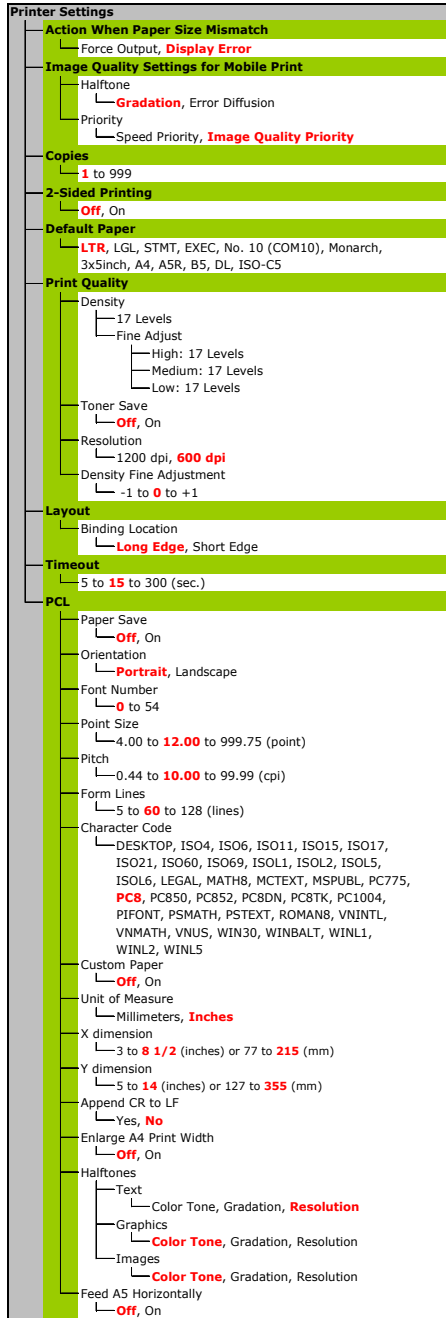 Printer Settings
Action When Paper Size Mismatch
Force Output, Display Error
Image Quality Settings for Mobile Print
Halftone
Gradation, Error Diffusion
Priority
Speed Priority, Image Quality Priority
Copies
1 to 999
2-Sided Printing
Off, On
Default Paper
LTR, LGL, STMT, EXEC, No. 10 (COM10), Monarch,
3x5inch, A4, A5R, B5, DL, ISO-C5
Print Quality
Density
17 Levels
Fine Adjust
High: 17 Levels
Medium: 17 Levels
Low: 17 Levels
Toner Save
Off, On
Resolution
1200 dpi, 600 dpi
Density Fine Adjustment
-1 to 0 to +1
Layout
Binding Location
Long Edge, Short Edge
Timeout
5 to 15 to 300 (sec.)
PCL
Paper Save
Off, On
Orientation
Portrait, Landscape
Font Number
0 to 54
Point Size
4.00 to 12.00 to 999.75 (point)
Pitch
0.44 to 10.00 to 99.99 (cpi)
Form Lines
5 to 60 to 128 (lines)
Character Code
DESKTOP, ISO4, ISO6, ISO11, ISO15, ISO17,
ISO21, ISO60, ISO69, ISOL1, ISOL2, ISOL5,
ISOL6, LEGAL, MATH8, MCTEXT, MSPUBL, PC775,
PC8, PC850, PC852, PC8DN, PC8TK, PC1004,
PIFONT, PSMATH, PSTEXT, ROMAN8, VNINTL,
VNMATH, VNUS, WIN30, WINBALT, WINL1,
WINL2, WINL5
Custom Paper
Off, On
Unit of Measure
Millimeters, Inches
X dimension
3 to 8 1/2 (inches) or 77 to 215 (mm)
Y dimension
5 to 14 (inches) or 127 to 355 (mm)
Append CR to LF
Yes, No
Enlarge A4 Print Width
Off, On
Halftones
Text
Color Tone, Gradation, Resolution
Graphics
Color Tone, Gradation, Resolution
Images
Color Tone, Gradation, Resolution
Feed A5 Horizontally
Off, On